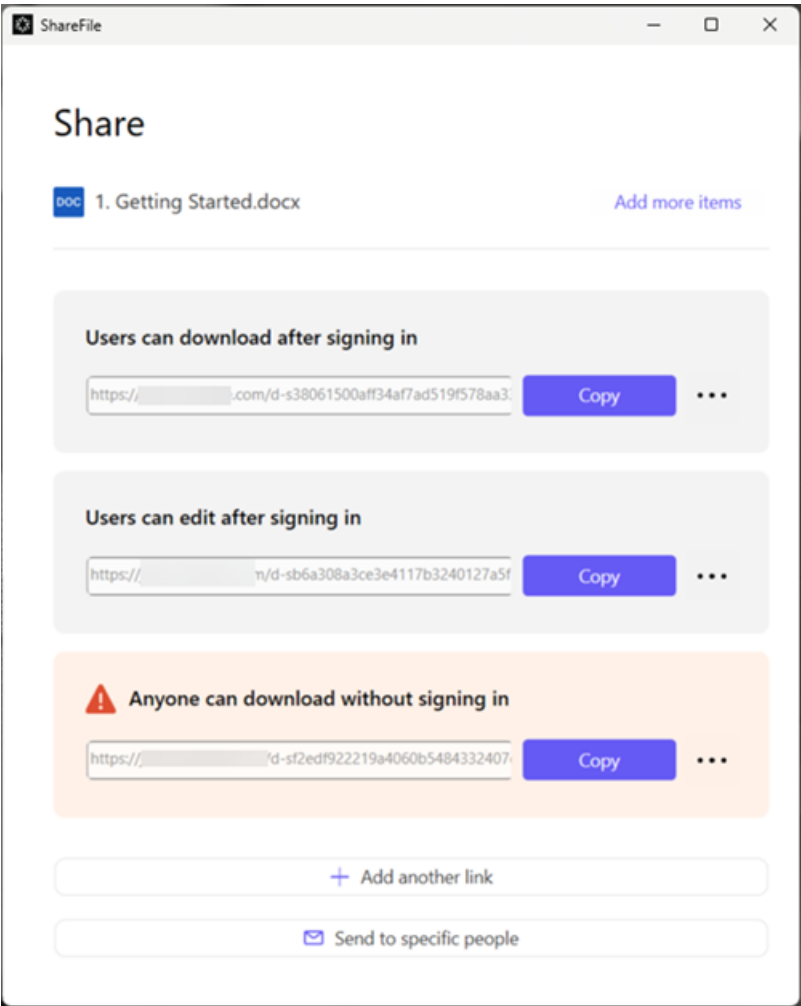 ShareFile
Share
DOC 1. Getting Started.docx Add more items
Users can download after signing in
https:// .com/d-s38061500aff34af7ad519f578aa3 Copy •••
Users can edit after signing in
https:// /d-sb6a308a3ce3e4117b3240127a5f Copy •••
Anyone can download without signing in
https:// /d-sf2edf922219a4060b5484332407 Copy •••
+ Add another link
Send to specific people